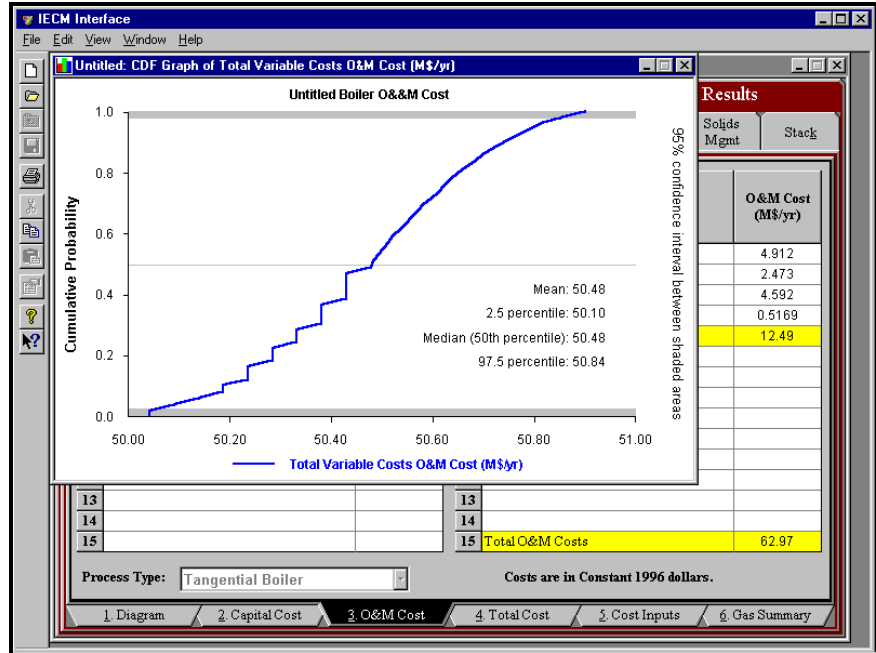 IECM Interface
File Edit View Window Help
Untitled: CDF Graph of Total Variable Costs O&M Cost (M$/yr)
Untitled Boiler O&&M Cost
1.0
0.8
0.6
0.4
0.2
0.0
Cumulative Probability
50.00 50.20 50.40 50.60 50.80 51.00
Mean: 50.48
2.5 percentile: 50.10
Median (50th percentile): 50.48
97.5 percentile: 50.84
95% confidence interval between shaded areas
Total Variable Costs O&M Cost (M$/yr)
Results
Solids Mgmt
Stack
O&M Cost
(M$/yr)
4.912
2.473
4.592
0.5169
12.49
13 13
14 14
15 15 Total O&M Costs 62.97
Process Type: Tangential Boiler Costs are in Constant 1996 dollars.
1. Diagram 2. Capital Cost 3. O&M Cost 4. Total Cost 5. Cost Inputs 6. Gas Summary